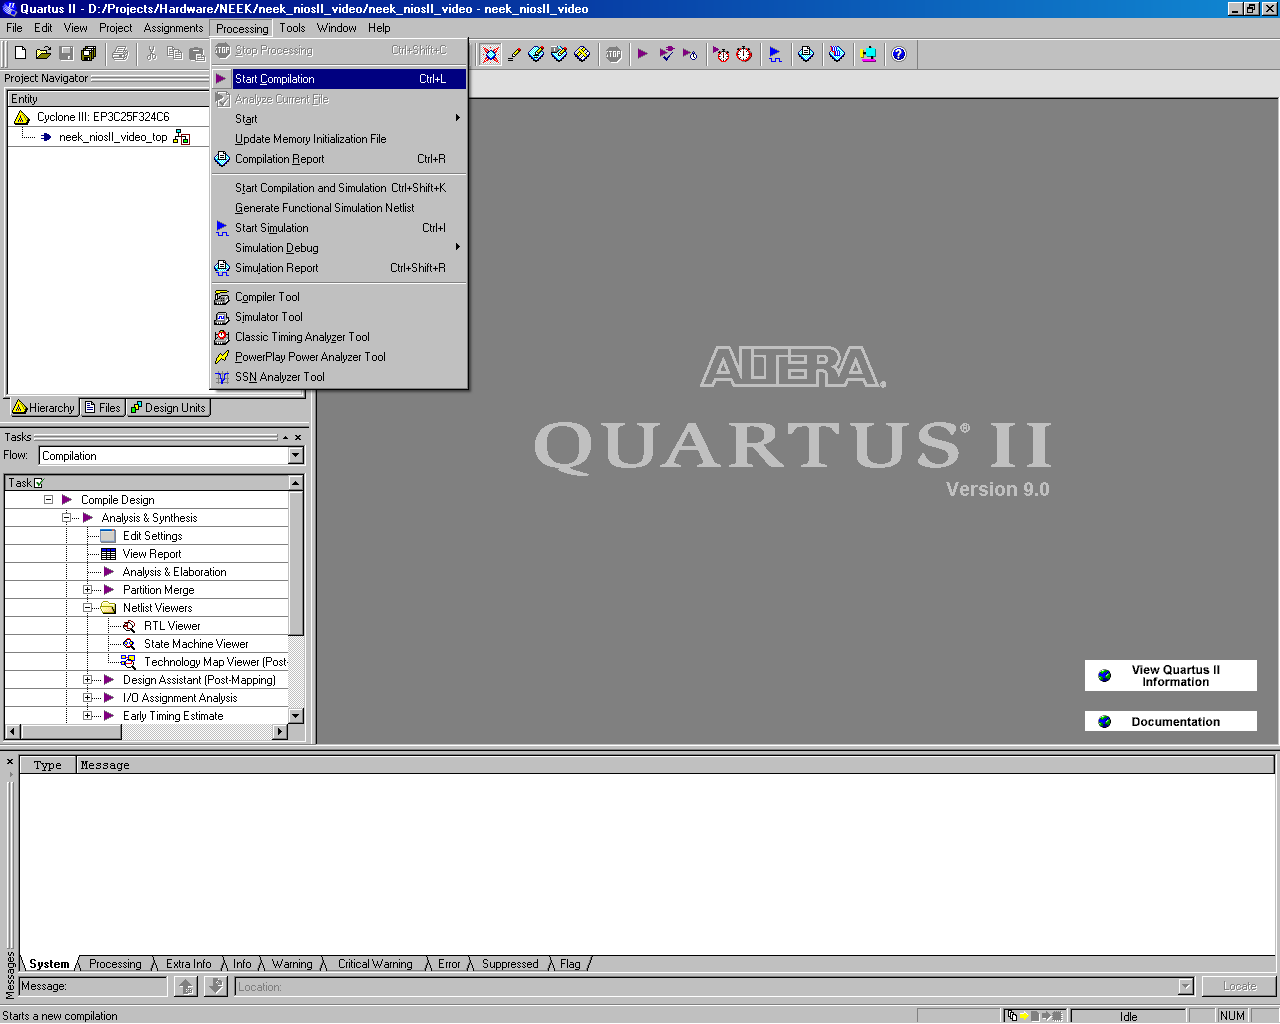 Quartus II - D:/Projects/Hardware/NEEK/neek_niosII_video/neek_niosII_video - neek_niosII_video
File Edit View Project Assignments Processing Tools Window Help
Stop Processing Ctrl+Shift+C
Start Compilation Ctrl+L
Analyze Current File
Start
Update Memory Initialization File
Compilation Report Ctrl+R
Start Compilation and Simulation Ctrl+Shift+K
Generate Functional Simulation Netlist
Start Simulation Ctrl+I
Simulation Debug
Simulation Report Ctrl+Shift+R
Compiler Tool
Simulator Tool
Classic Timing Analyzer Tool
PowerPlay Power Analyzer Tool
SSN Analyzer Tool
Project Navigator
Entity
Cyclone III: EP3C25F324C6
neek_niosII_video_top
Hierarchy Files Design Units
Tasks
Flow: Compilation
Task
Compile Design
Analysis & Synthesis
Edit Settings
View Report
Analysis & Elaboration
Partition Merge
Netlist Viewers
RTL Viewer
State Machine Viewer
Technology Map Viewer (Post-
Design Assistant (Post-Mapping)
I/O Assignment Analysis
Early Timing Estimate
ALTERA®
QUARTUS® II
Version 9.0
View Quartus II
Information
Documentation
Type Message
System Processing Extra Info Info Warning Critical Warning Error Suppressed Flag
Messages
Message: Location: Locate
Starts a new compilation Idle NUM